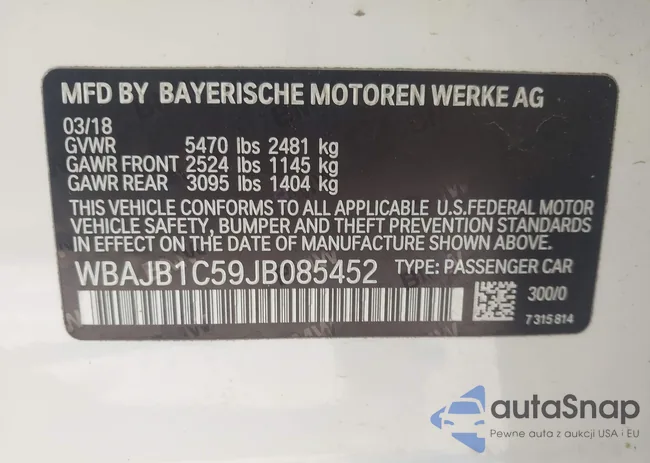 MFD BY BAYERISCHE MOTOREN WERKE AG
03/18
GVWR 5470 lbs 2481 kg
GAWR FRONT 2524 lbs 1145 kg
GAWR REAR 3095 lbs 1404 kg
THIS VEHICLE CONFORMS TO ALL APPLICABLE U.S.FEDERAL MOTOR
VEHICLE SAFETY, BUMPER AND THEFT PREVENTION STANDARDS
IN EFFECT ON THE DATE OF MANUFACTURE SHOWN ABOVE.
WBAJB1C59JB085452 TYPE: PASSENGER CAR
300/0
7315814
autaSnap
Pewne auta z aukcji USA i EU